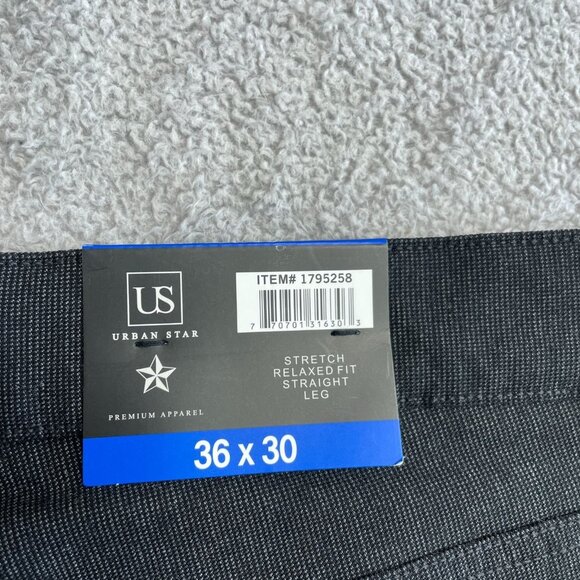 US
URBAN STAR
PREMIUM APPAREL
ITEM# 1795258
7 70701 31630 3
STRETCH
RELAXED FIT
STRAIGHT
LEG
36 x 30